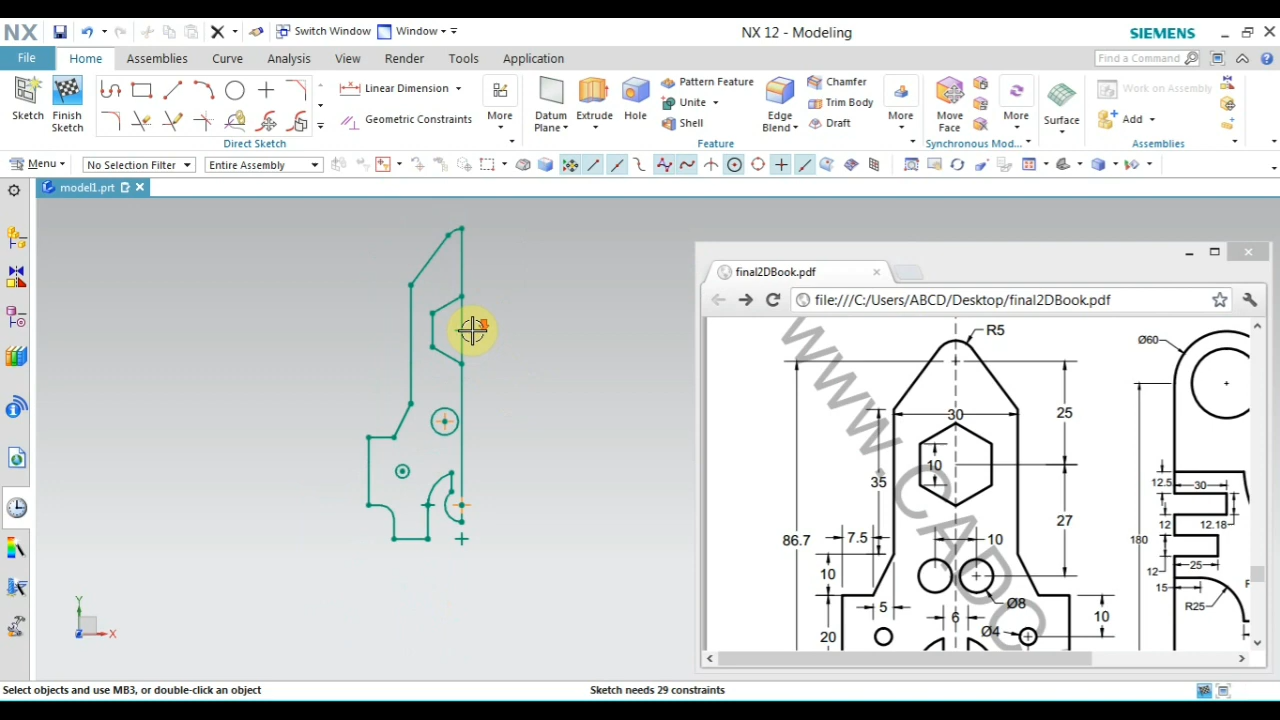 NX
Switch Window
Window
NX 12 - Modeling
SIEMENS
File
Home
Assemblies
Curve
Analysis
View
Render
Tools
Application
Find a Command
Sketch
Finish
Sketch
Linear Dimension
Geometric Constraints
More
Direct Sketch
Datum
Plane
Extrude
Hole
Pattern Feature
Unite
Shell
Edge
Blend
Chamfer
Trim Body
Draft
More
Feature
Move
Face
More
Synchronous Mod...
Surface
Work on Assembly
Add
Assemblies
Menu
No Selection Filter
Entire Assembly
model1.prt
final2DBook.pdf
file:///C:/Users/ABCD/Desktop/final2DBook.pdf
www.CADC
R5
Ø60
30
25
10
35
12.5
30
12
12.18
27
86.7
7.5
10
180
10
25
12
15
R25
5
Ø8
6
10
20
Ø4
Y
Z
X
Select objects and use MB3, or double-click an object
Sketch needs 29 constraints